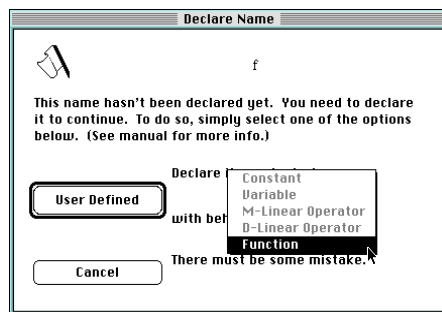 Declare Name
f
This name hasn't been declared yet. You need to declare
it to continue. To do so, simply select one of the options
below. (See manual for more info.)
Declare
Constant
Variable
User Defined
M-Linear Operator
with
D-Linear Operator
Function
There must be some mistake.
Cancel